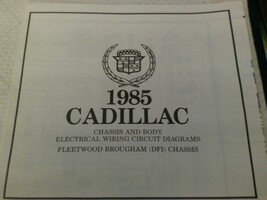 1985
CADILLAC
CHASSIS AND BODY
ELECTRICAL WIRING CIRCUIT DIAGRAMS
FLEETWOOD BROUGHAM (DFI) CHASSIS